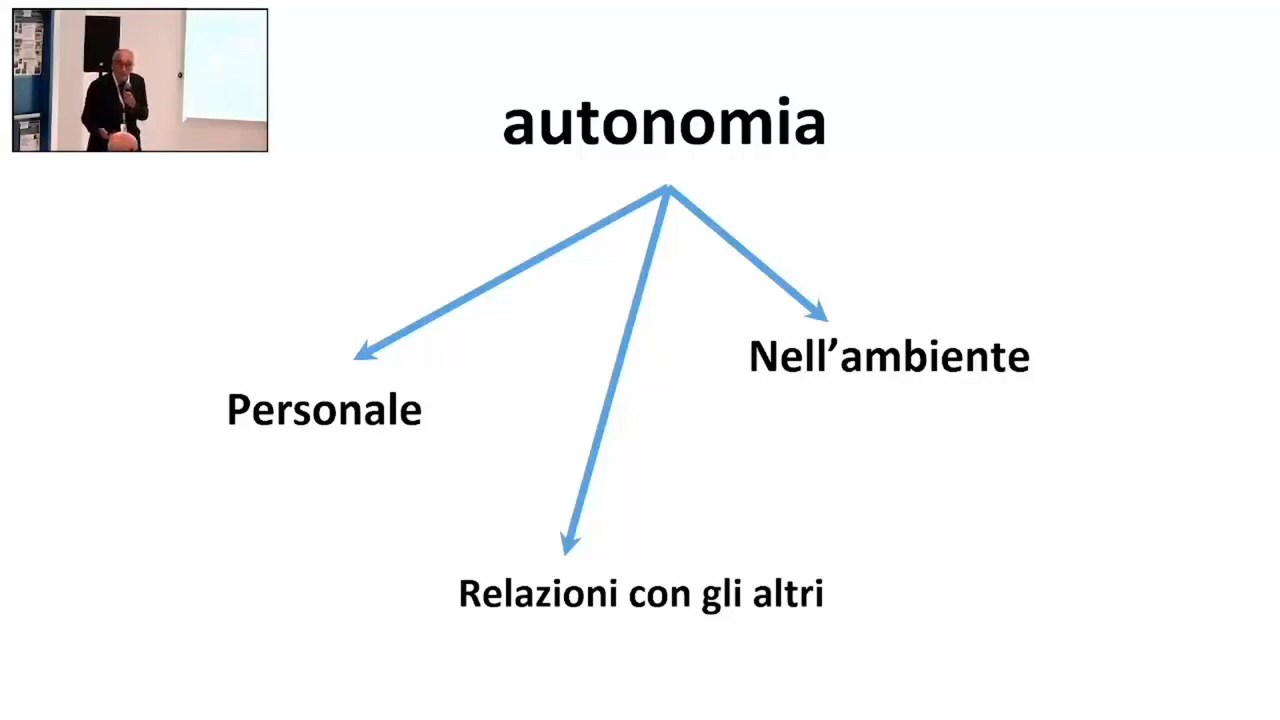 autonomia
Nell’ambiente
Personale
Relazioni con gli altri